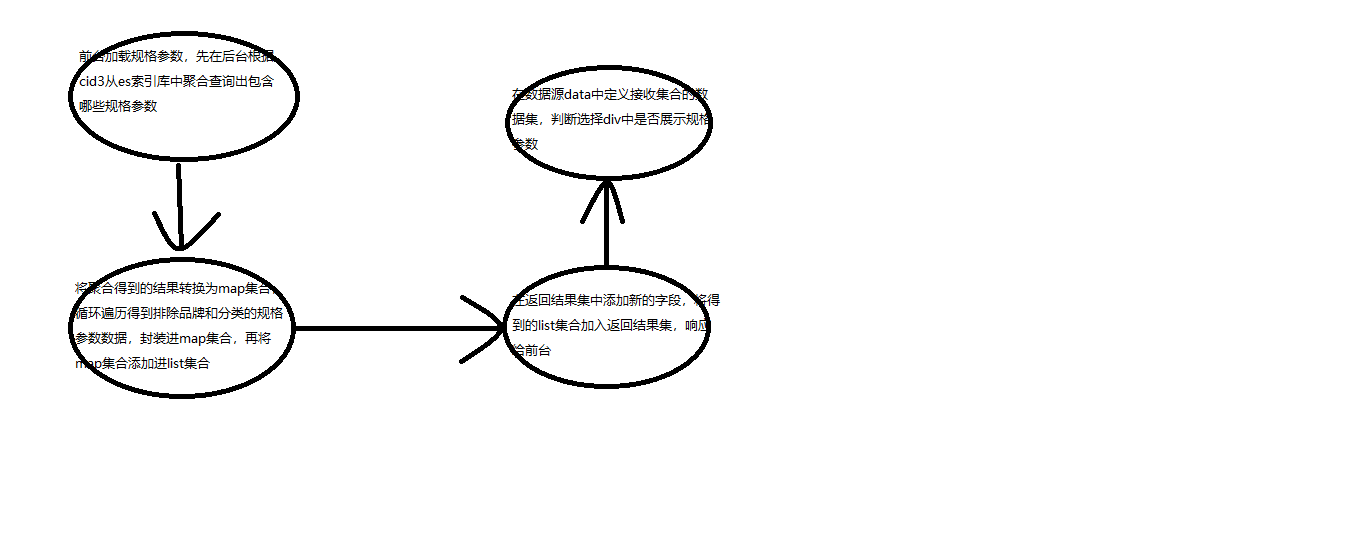 前台加载规格参数，先在后台根据
cid3从es索引库中聚合查询出包含
哪些规格参数
将聚合得到的结果转换为map集合，
循环遍历得到排除品牌和分类的规格
参数数据，封装进map集合，再将
map集合添加进list集合
在返回结果集中添加新的字段，将得
到的list集合加入返回结果集，响应
给前台
在数据源data中定义接收集合的数
据集，判断选择div中是否展示规格
参数